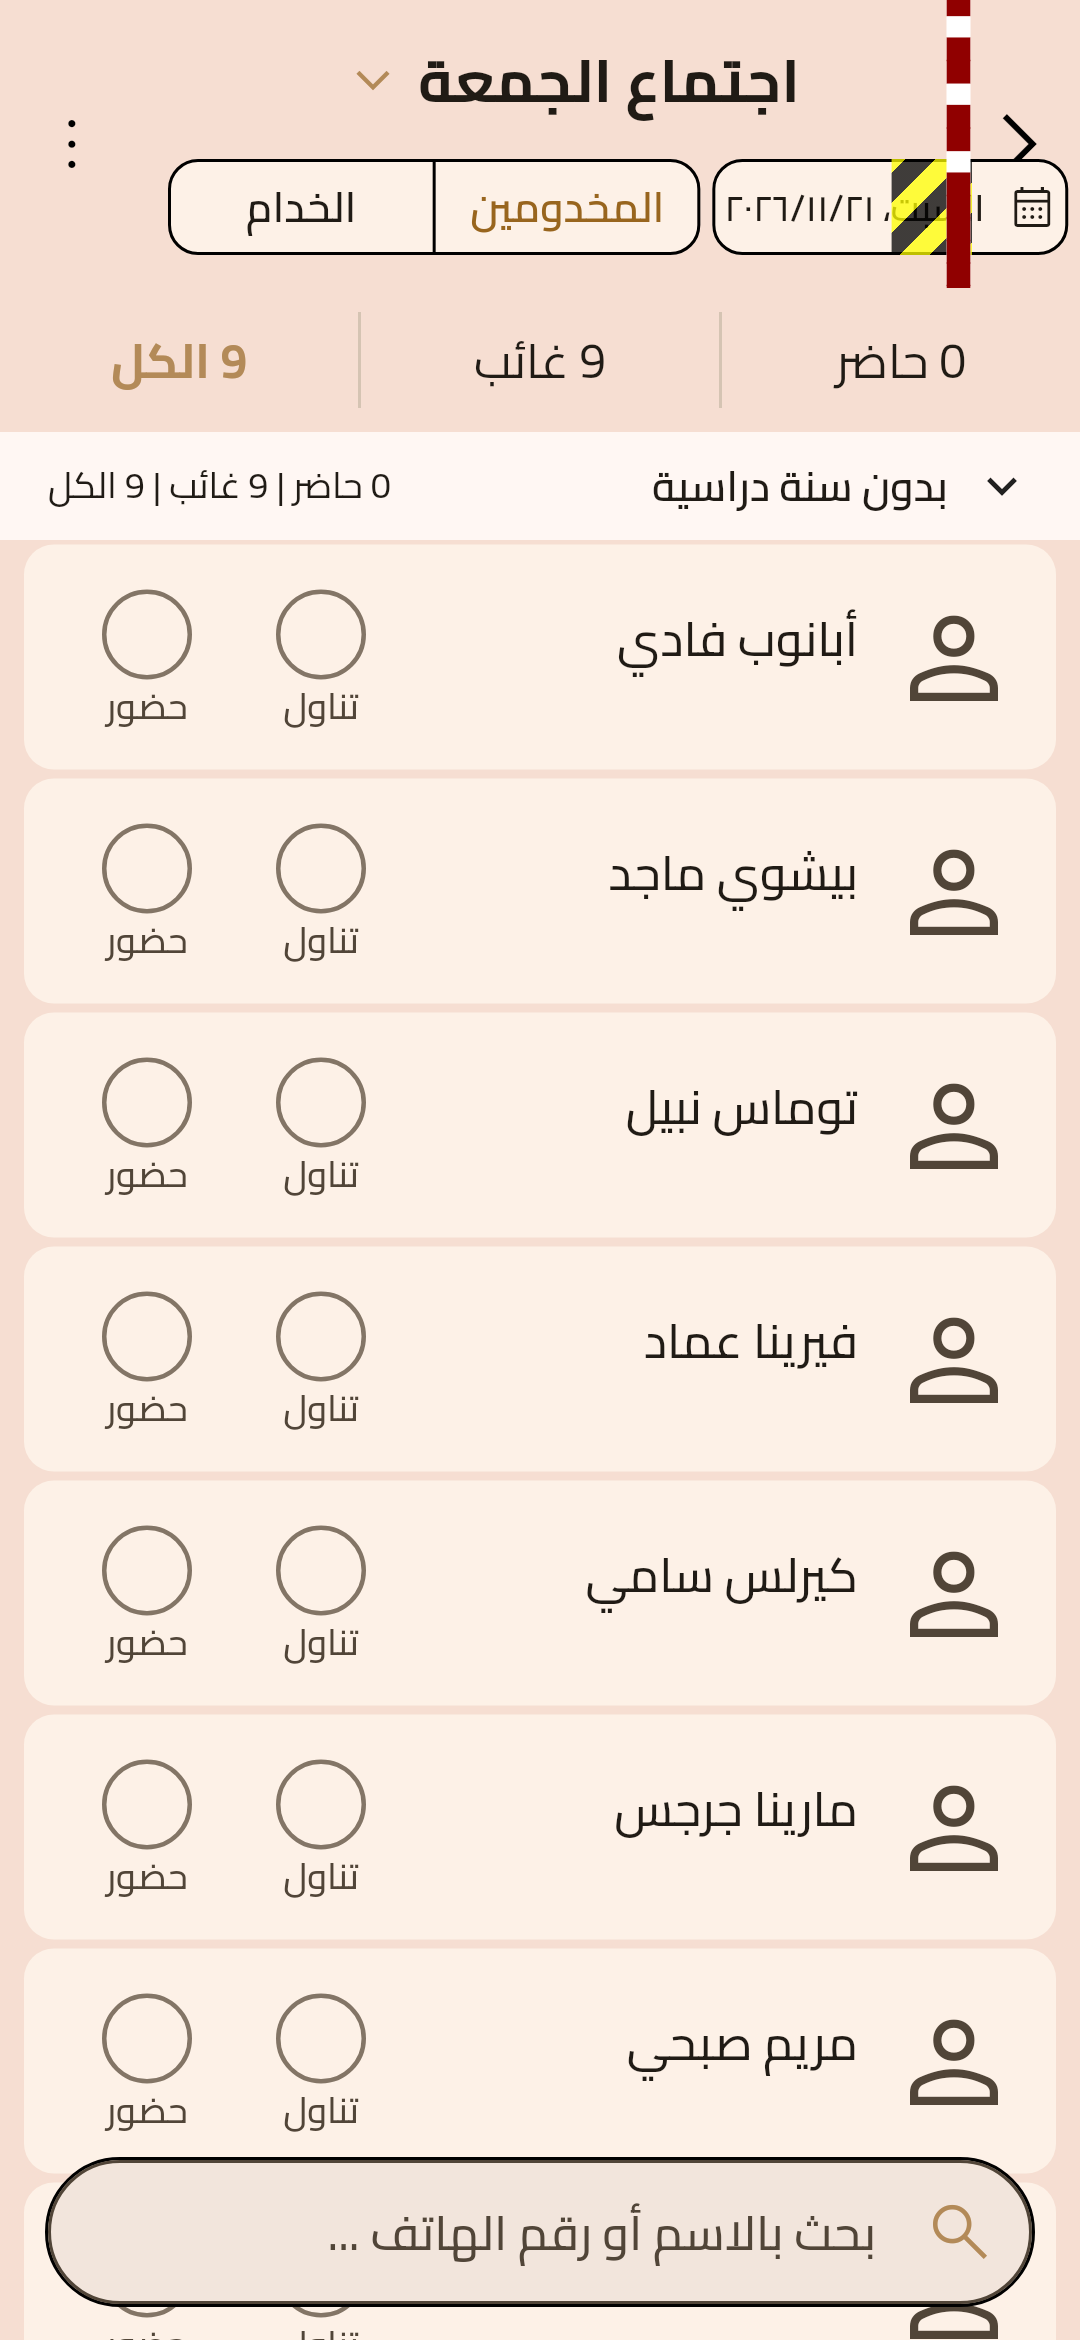 اجتماع الجمعة
٢٠٢٦/١١/٢١
المخدومين
الخدام
0 حاضر
9 غائب
9 الكل
بدون سنة دراسية
0 حاضر | 9 غائب | 9 الكل
أبانوب فادي
تناول
حضور
بيشوي ماجد
تناول
حضور
توماس نبيل
تناول
حضور
فيرينا عماد
تناول
حضور
كيرلس سامي
تناول
حضور
مارينا جرجس
تناول
حضور
مريم صبحي
تناول
حضور
بحث بالاسم أو رقم الهاتف ...